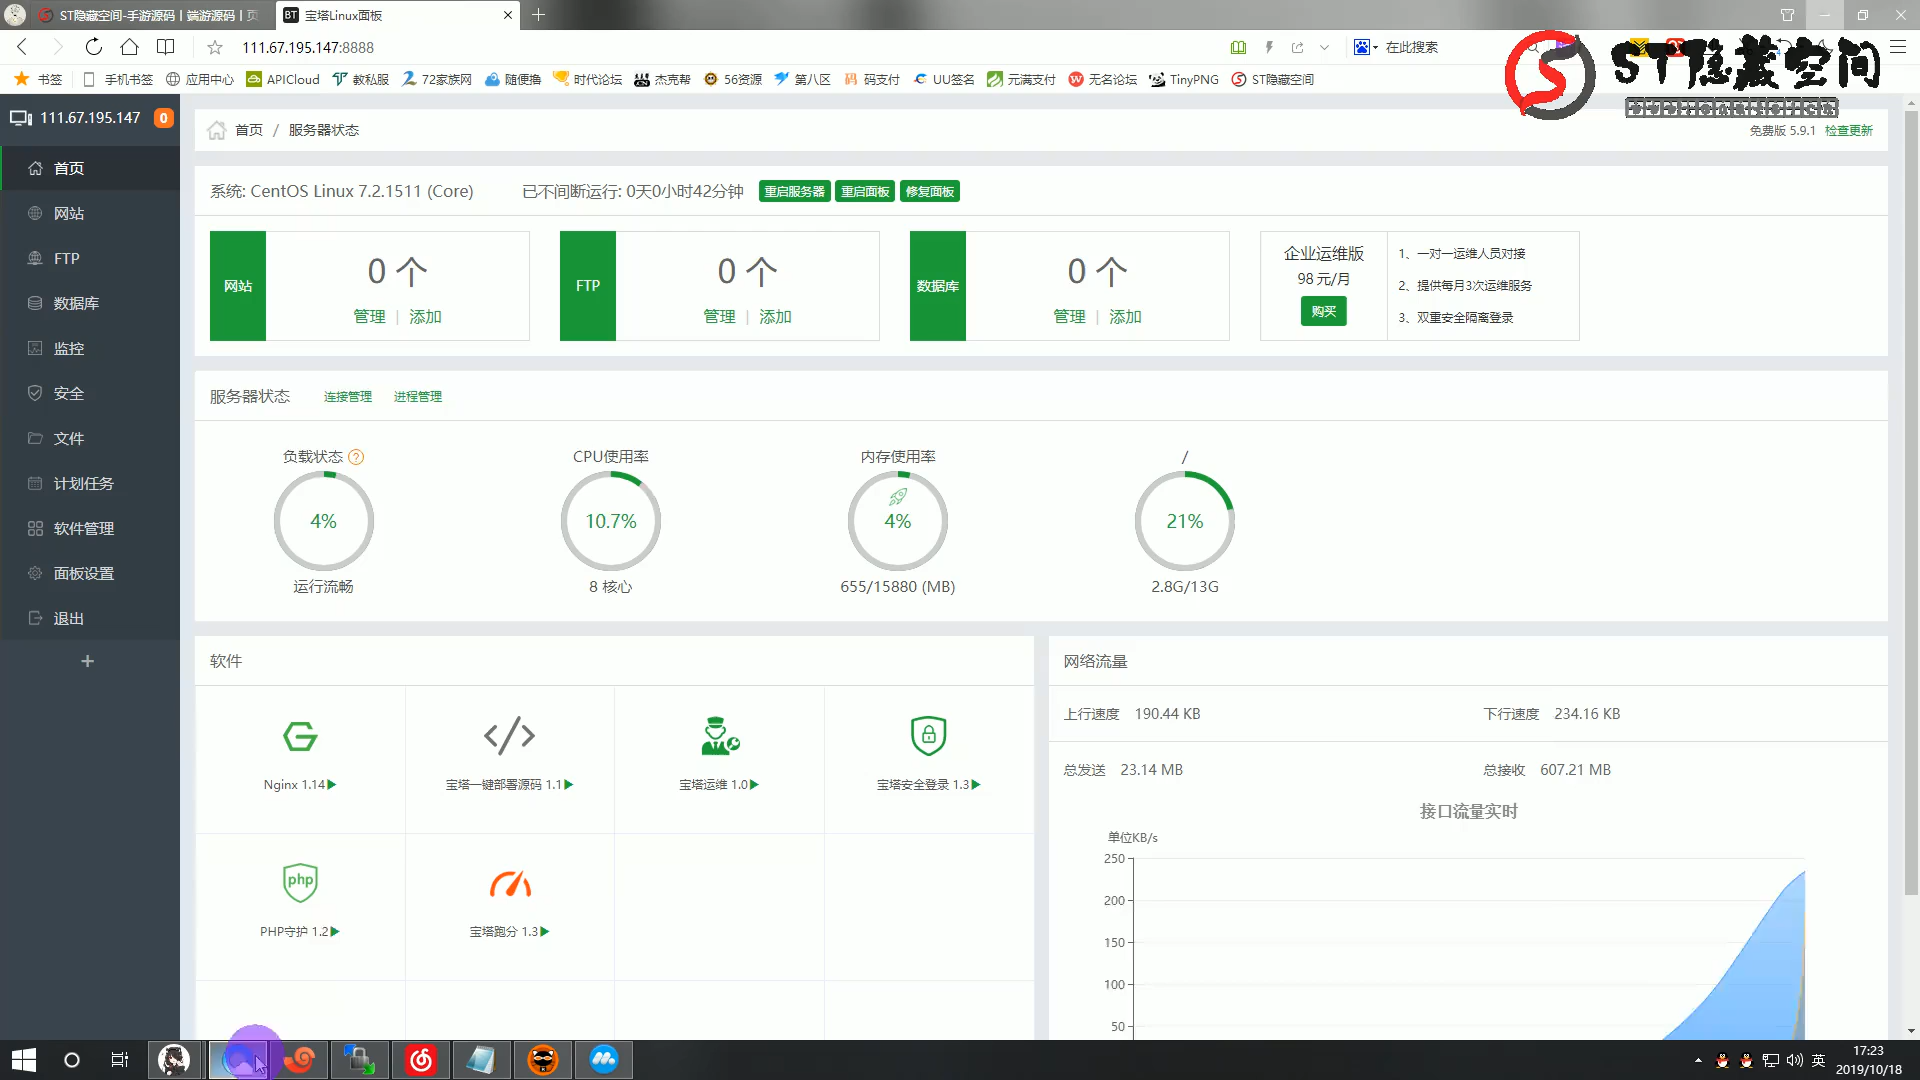 ST隐藏空间-手游源码丨端游源码丨页
BT 宝塔Linux面板
111.67.195.147:8888
在此搜索
书签 手机书签 应用中心 APICloud 教私服 72家族网 随便撸 时代论坛 杰克帮 56资源 第八区 码支付 UU签名 元满支付 无名论坛 TinyPNG ST隐藏空间
ST隐藏空间
111.67.195.147 0
首页 / 服务器状态
免费版 5.9.1 检查更新
首页
网站
FTP
数据库
监控
安全
文件
计划任务
软件管理
面板设置
退出
系统: CentOS Linux 7.2.1511 (Core) 已不间断运行: 0天0小时42分钟 重启服务器 重启面板 修复面板
网站
0 个
管理 | 添加
FTP
0 个
管理 | 添加
数据库
0 个
管理 | 添加
企业运维版
98 元/月
购买
1、一对一运维人员对接
2、提供每月3次运维服务
3、双重安全隔离登录
服务器状态 连接管理 进程管理
负载状态 ?
4%
运行流畅
CPU使用率
10.7%
8 核心
内存使用率
4%
655/15880 (MB)
/
21%
2.8G/13G
软件
Nginx 1.14
宝塔一键部署源码 1.1
宝塔运维 1.0
宝塔安全登录 1.3
php
PHP守护 1.2
宝塔跑分 1.3
网络流量
上行速度 190.44 KB
下行速度 234.16 KB
总发送 23.14 MB
总接收 607.21 MB
接口流量实时
单位KB/s
250
200
150
100
50
英
17:23
2019/10/18